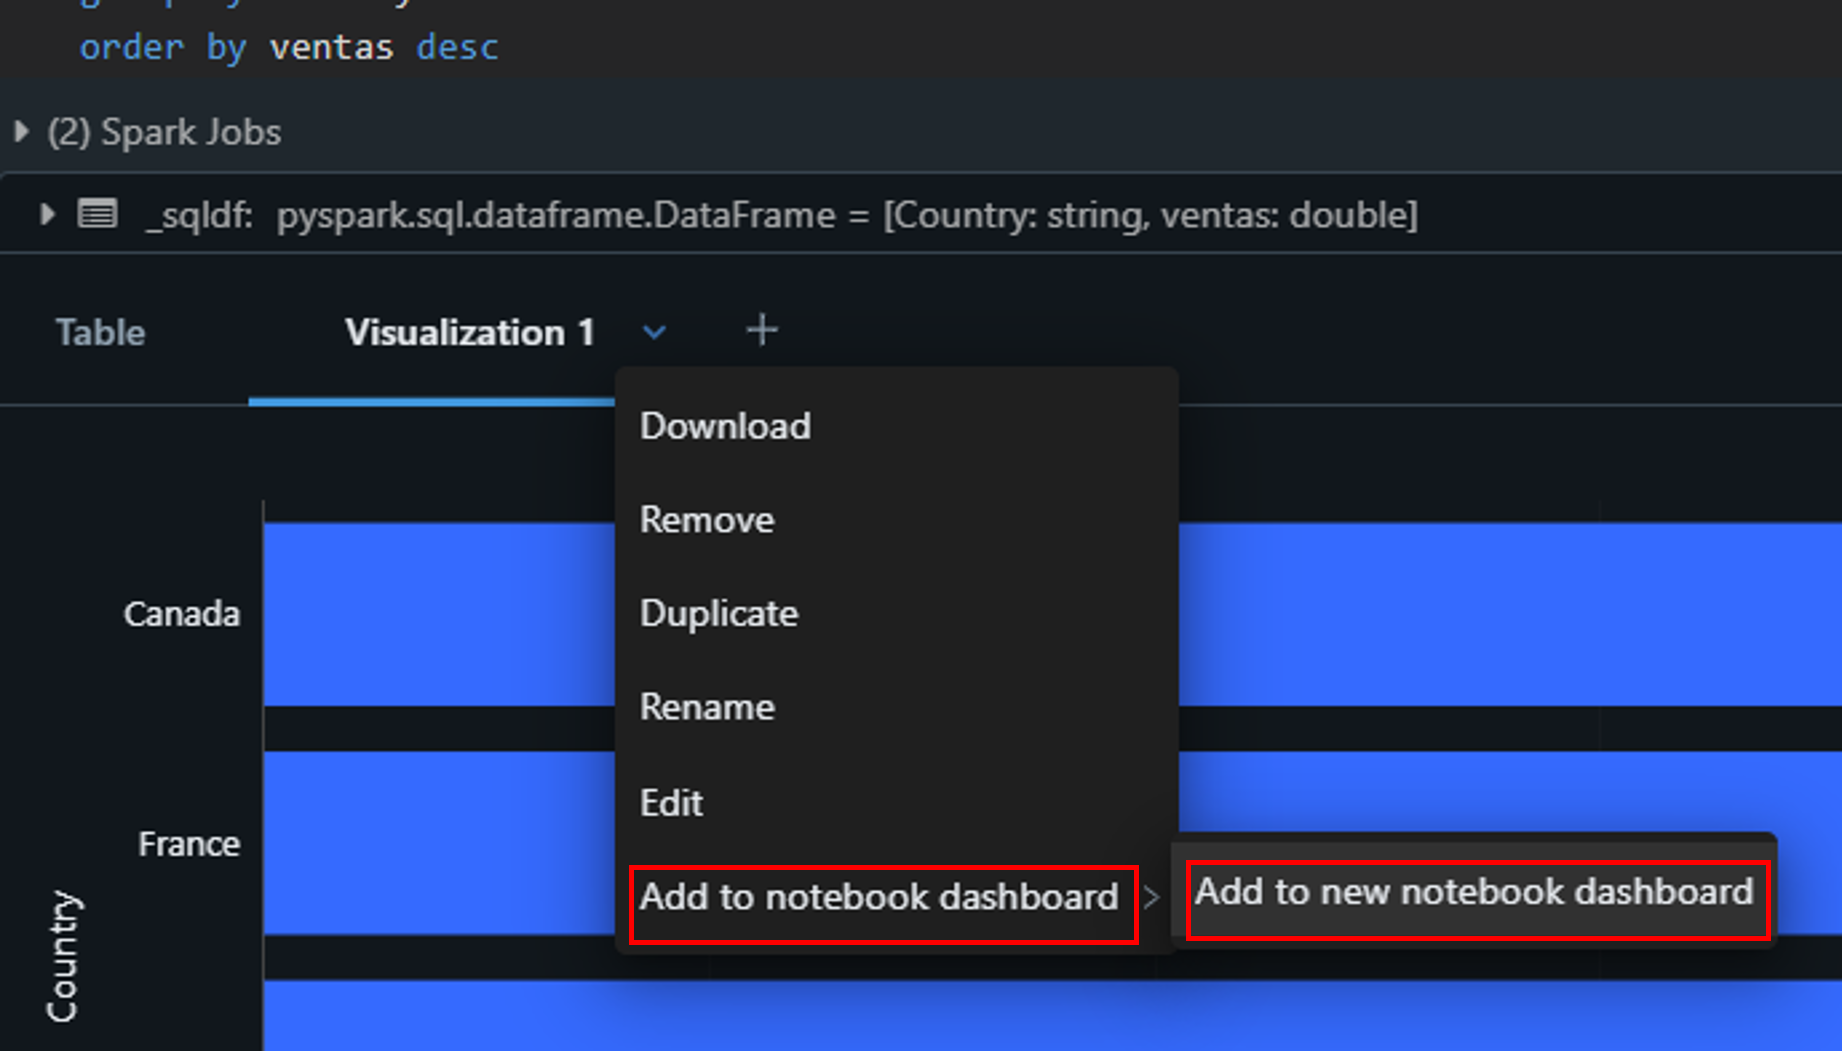 order by ventas desc
(2) Spark Jobs
_sqldf: pyspark.sql.dataframe.DataFrame = [Country: string, ventas: double]
Table
Visualization 1
Download
Remove
Duplicate
Rename
Edit
Add to notebook dashboard
Add to new notebook dashboard
Canada
France
Country